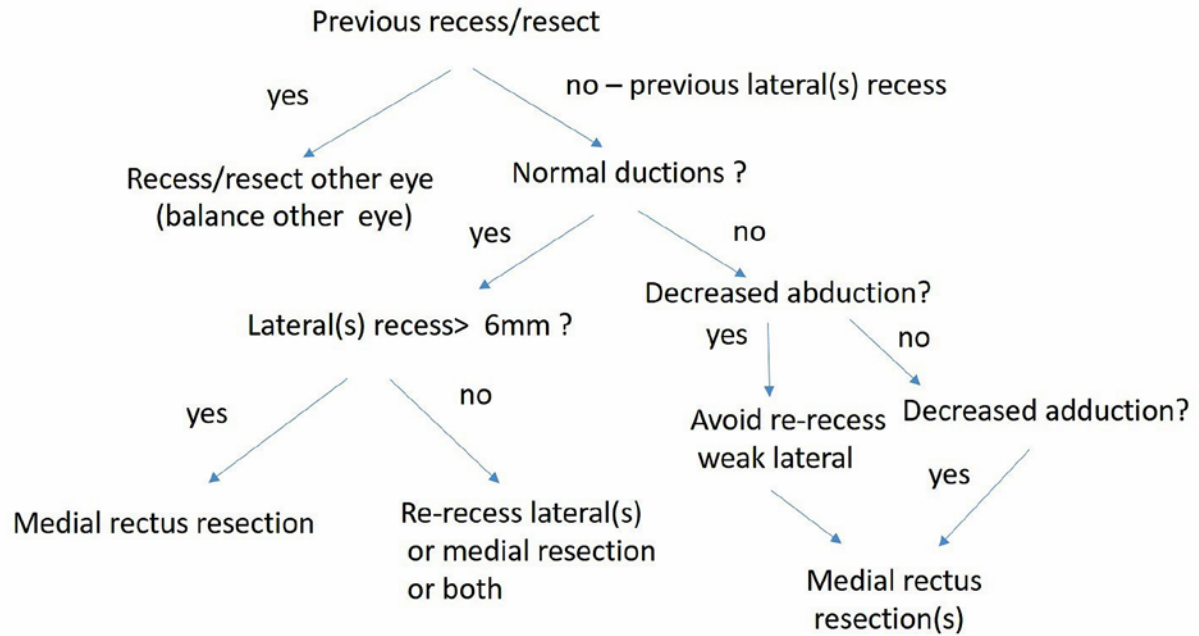 Previous recess/resect
yes
no – previous lateral(s) recess
Recess/resect other eye
(balance other eye)
Normal ductions ?
yes
no
Lateral(s) recess> 6mm ?
Decreased abduction?
yes
no
yes
no
Avoid re-recess
weak lateral
Decreased adduction?
yes
Medial rectus resection
Re-recess lateral(s)
or medial resection
or both
Medial rectus
resection(s)